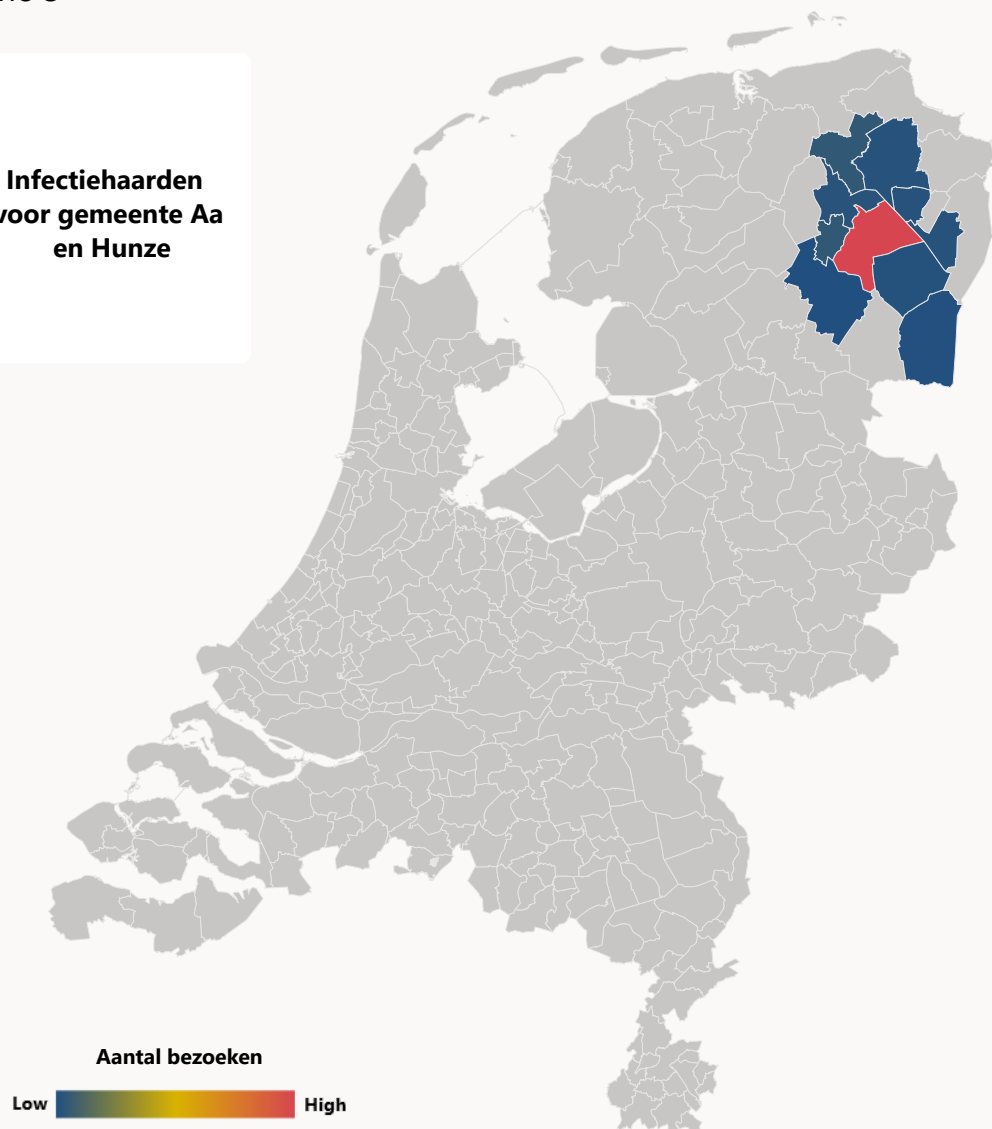 Infectiehaarden
voor gemeente Aa
en Hunze
Aantal bezoeken
Low
High